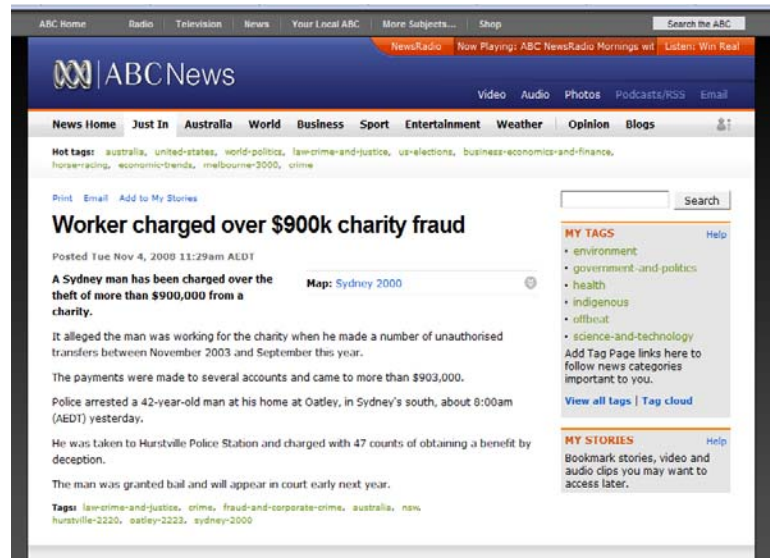 ABC Home Radio Television News Your Local ABC More Subjects... Shop Search the ABC
NewsRadio Now Playing: ABC NewsRadio Mornings wit Listen: Win Real
ABC News
Video Audio Photos Podcasts/RSS Email
News Home Just In Australia World Business Sport Entertainment Weather Opinion Blogs
Hot tags: australia, united-states, world-politics, law-crime-and-justice, us-elections, business-economics-and-finance,
horse-racing, economic-trends, melbourne-3000, crime
Print Email Add to My Stories
Search
Worker charged over $900k charity fraud
Posted Tue Nov 4, 2008 11:29am AEDT
A Sydney man has been charged over the
theft of more than $900,000 from a
charity.
Map: Sydney 2000
It alleged the man was working for the charity when he made a number of unauthorised
transfers between November 2003 and September this year.
The payments were made to several accounts and came to more than $903,000.
Police arrested a 42-year-old man at his home at Oatley, in Sydney's south, about 8:00am
(AEDT) yesterday.
He was taken to Hurstville Police Station and charged with 47 counts of obtaining a benefit by
deception.
The man was granted bail and will appear in court early next year.
Tags: law-crime-and-justice, crime, fraud-and-corporate-crime, australia, nsw,
hurstville-2220, oatley-2223, sydney-2000
MY TAGS Help
• environment
• government-and-politics
• health
• indigenous
• offbeat
• science-and-technology
Add Tag Page links here to
follow news categories
important to you.
View all tags | Tag cloud
MY STORIES Help
Bookmark stories, video and
audio clips you may want to
access later.